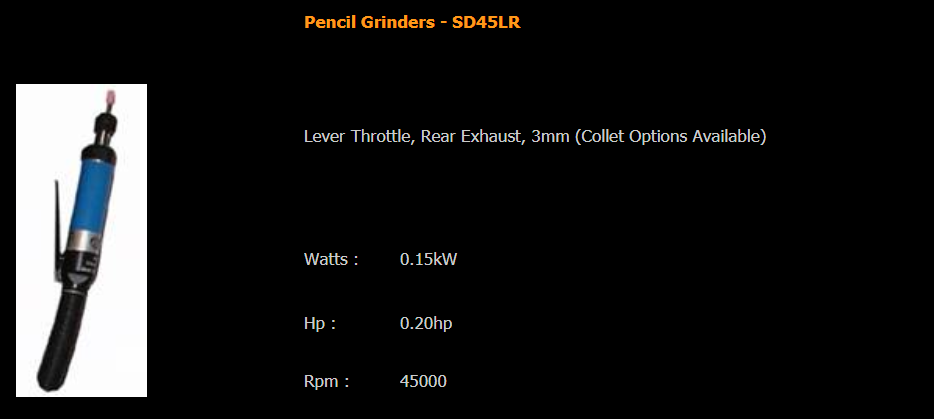 Pencil Grinders - SD45LR
Lever Throttle, Rear Exhaust, 3mm (Collet Options Available)
Watts : 0.15kW
Hp : 0.20hp
Rpm : 45000